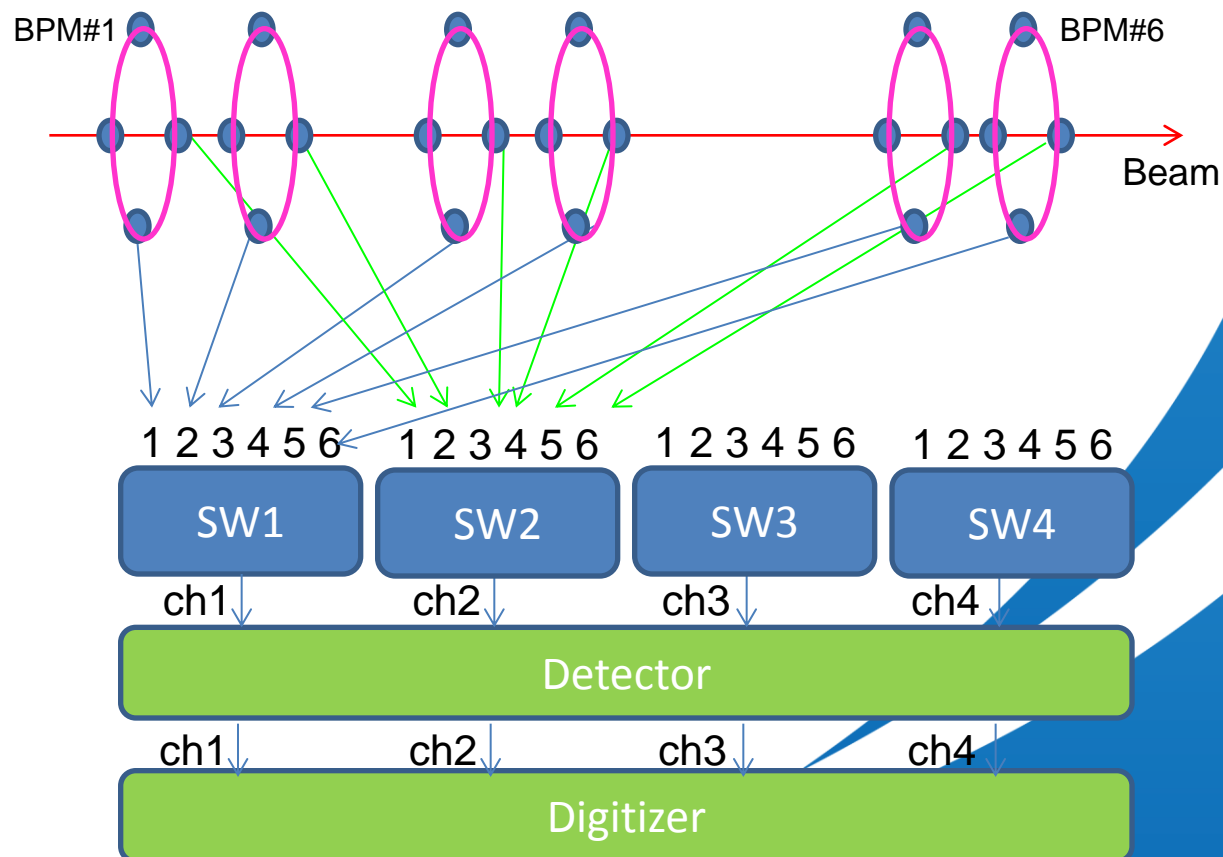 BPM#1 BPM#6
Beam
1 2 3 4 5 6 1 2 3 4 5 6 1 2 3 4 5 6 1 2 3 4 5 6
SW1 SW2 SW3 SW4
ch1 ch2 ch3 ch4
Detector
ch1 ch2 ch3 ch4
Digitizer